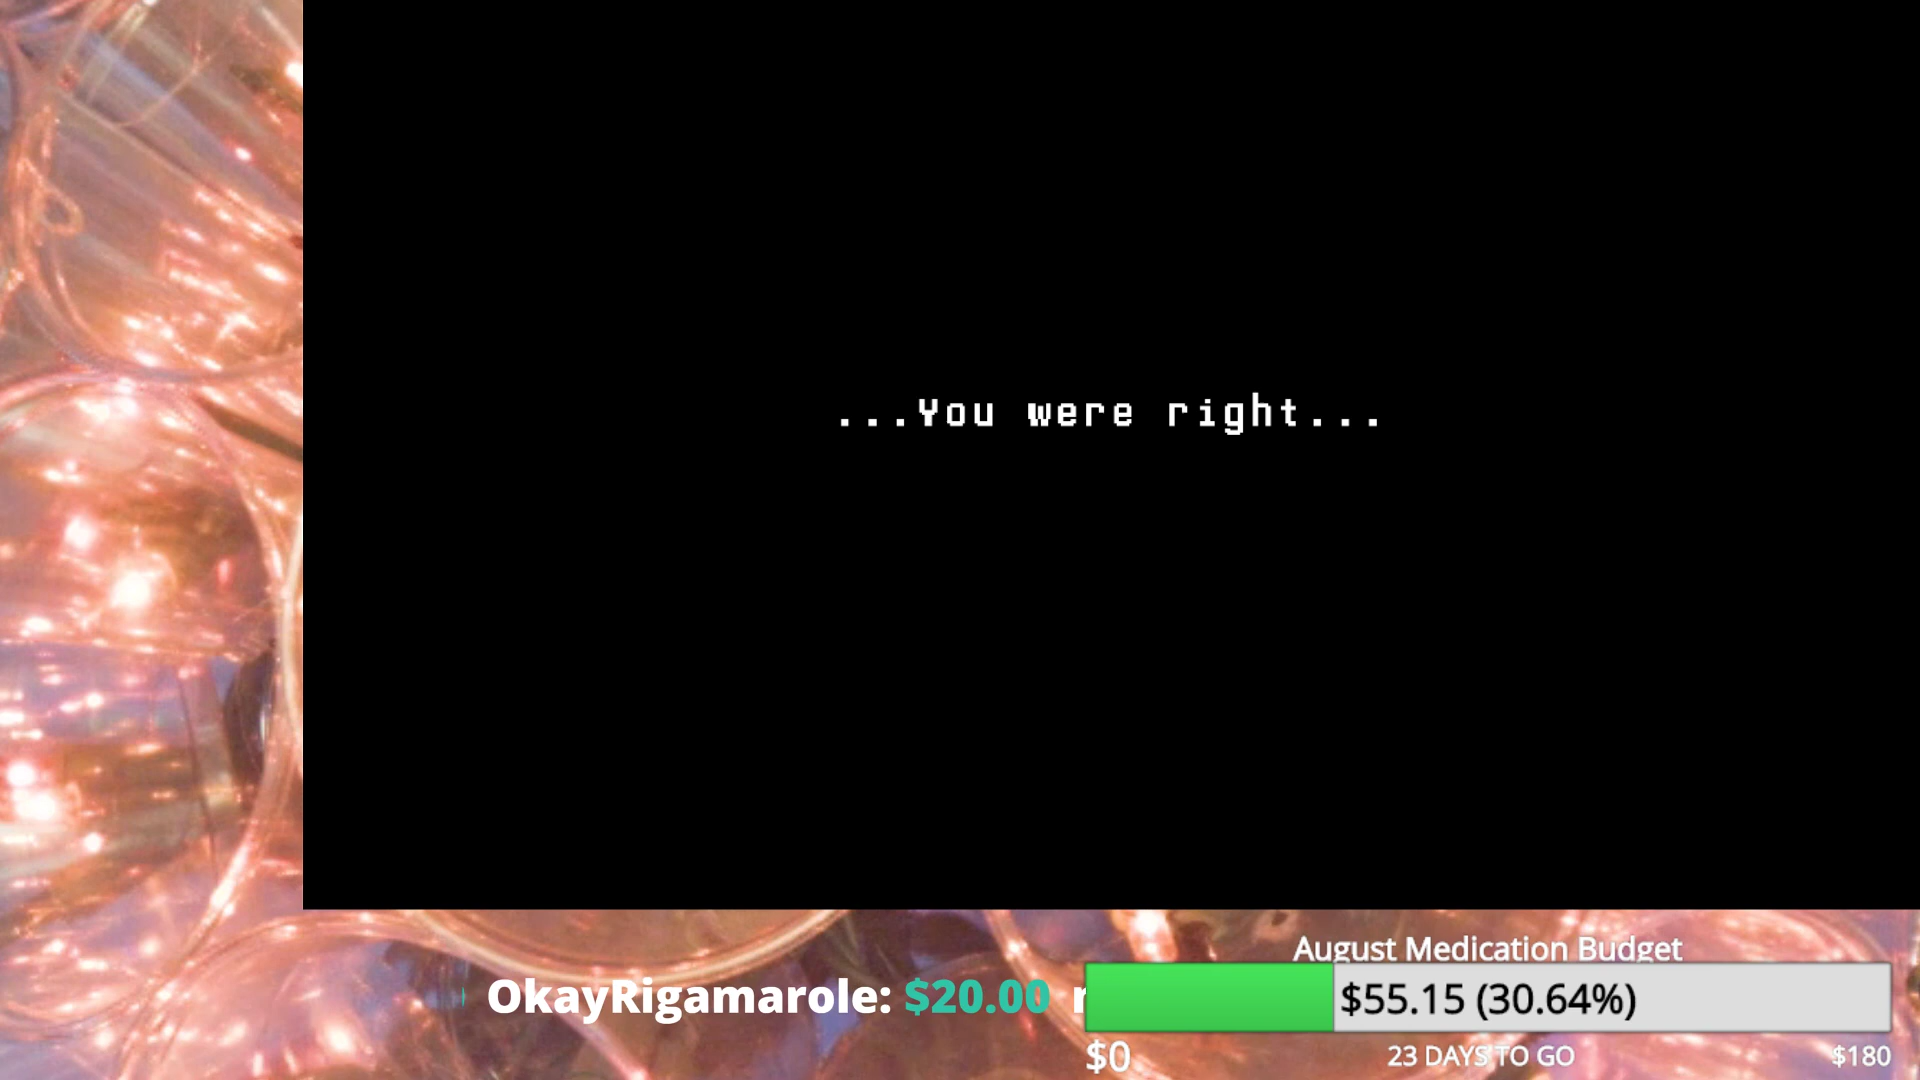 ...You were right...
August Medication Budget
OkayRigamarole: $20.00
$55.15 (30.64%)
$0
23 DAYS TO GO
$180